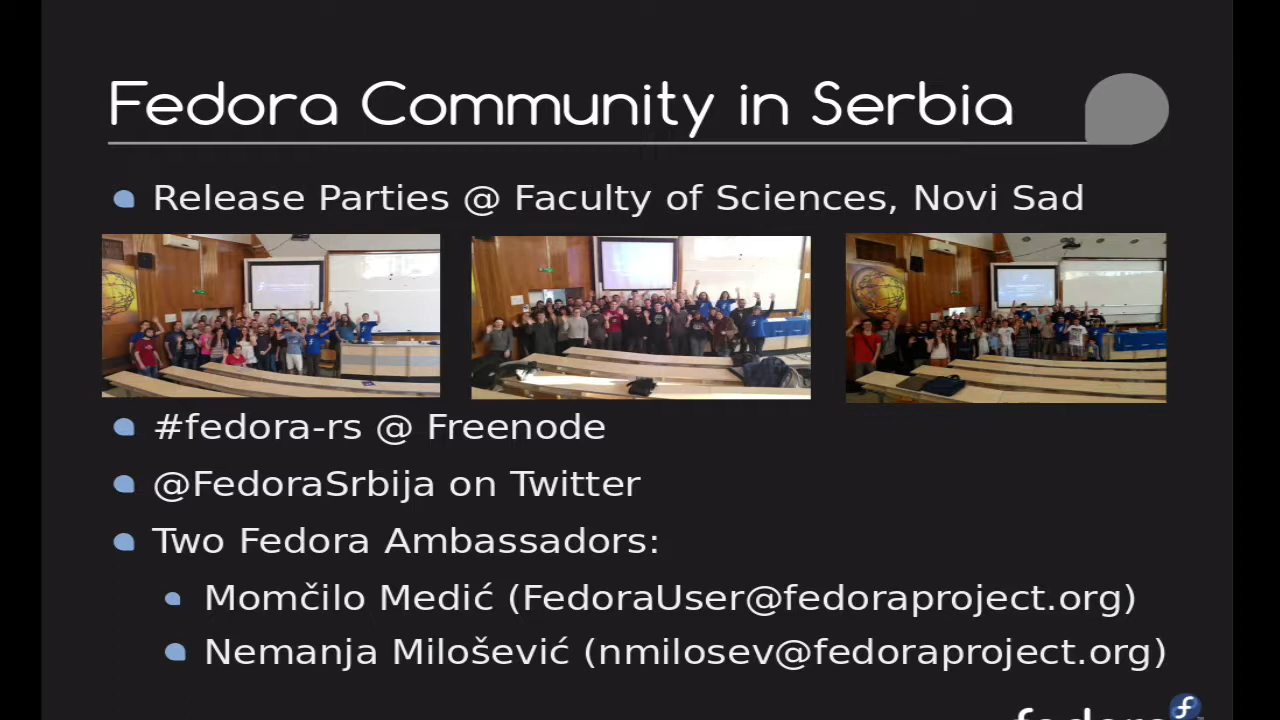 Fedora Community in Serbia
Release Parties @ Faculty of Sciences, Novi Sad
#fedora-rs @ Freenode
@FedoraSrbija on Twitter
Two Fedora Ambassadors:
Momčilo Medić (FedoraUser@fedoraproject.org)
Nemanja Milošević (nmilosev@fedoraproject.org)
fedora